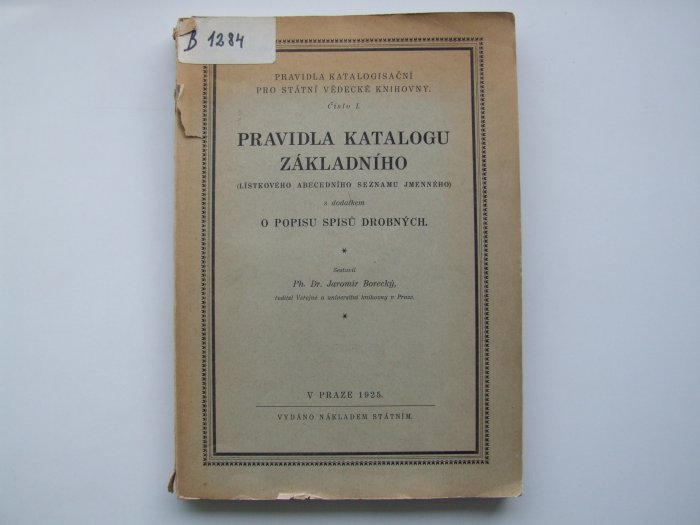 B 1284
PRAVIDLA KATALOGISAČNÍ
PRO STÁTNÍ VĚDECKÉ KNIHOVNY.
Číslo 1.
PRAVIDLA KATALOGU
ZÁKLADNÍHO
(LÍSTKOVÉHO ABECEDNÍHO SEZNAMU JMENNÉHO)
s dodatkem
O POPISU SPISŮ DROBNÝCH.
*
Sestavil
Ph. Dr. Jaromír Borecký,
ředitel Veřejné a universitní knihovny v Praze.
*
V PRAZE 1925.
VYDÁNO NÁKLADEM STÁTNÍM.